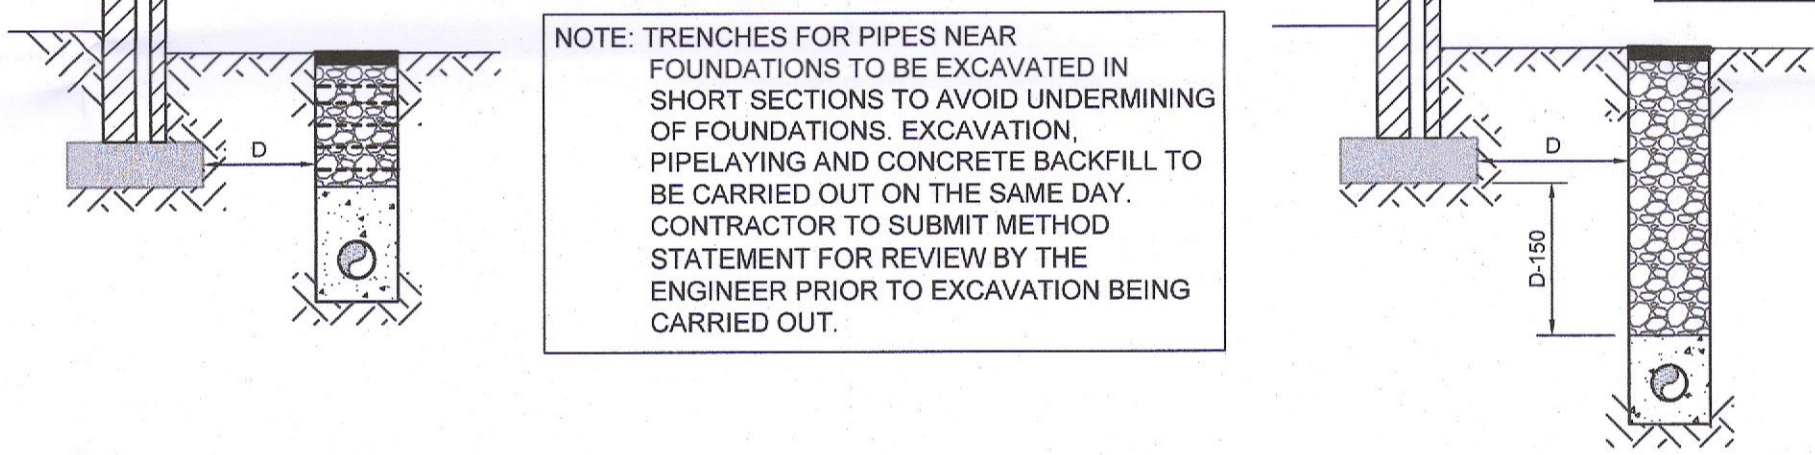 D
NOTE: TRENCHES FOR PIPES NEAR
FOUNDATIONS TO BE EXCAVATED IN
SHORT SECTIONS TO AVOID UNDERMINING
OF FOUNDATIONS. EXCAVATION,
PIPELAYING AND CONCRETE BACKFILL TO
BE CARRIED OUT ON THE SAME DAY.
CONTRACTOR TO SUBMIT METHOD
STATEMENT FOR REVIEW BY THE
ENGINEER PRIOR TO EXCAVATION BEING
CARRIED OUT.
D
D-150